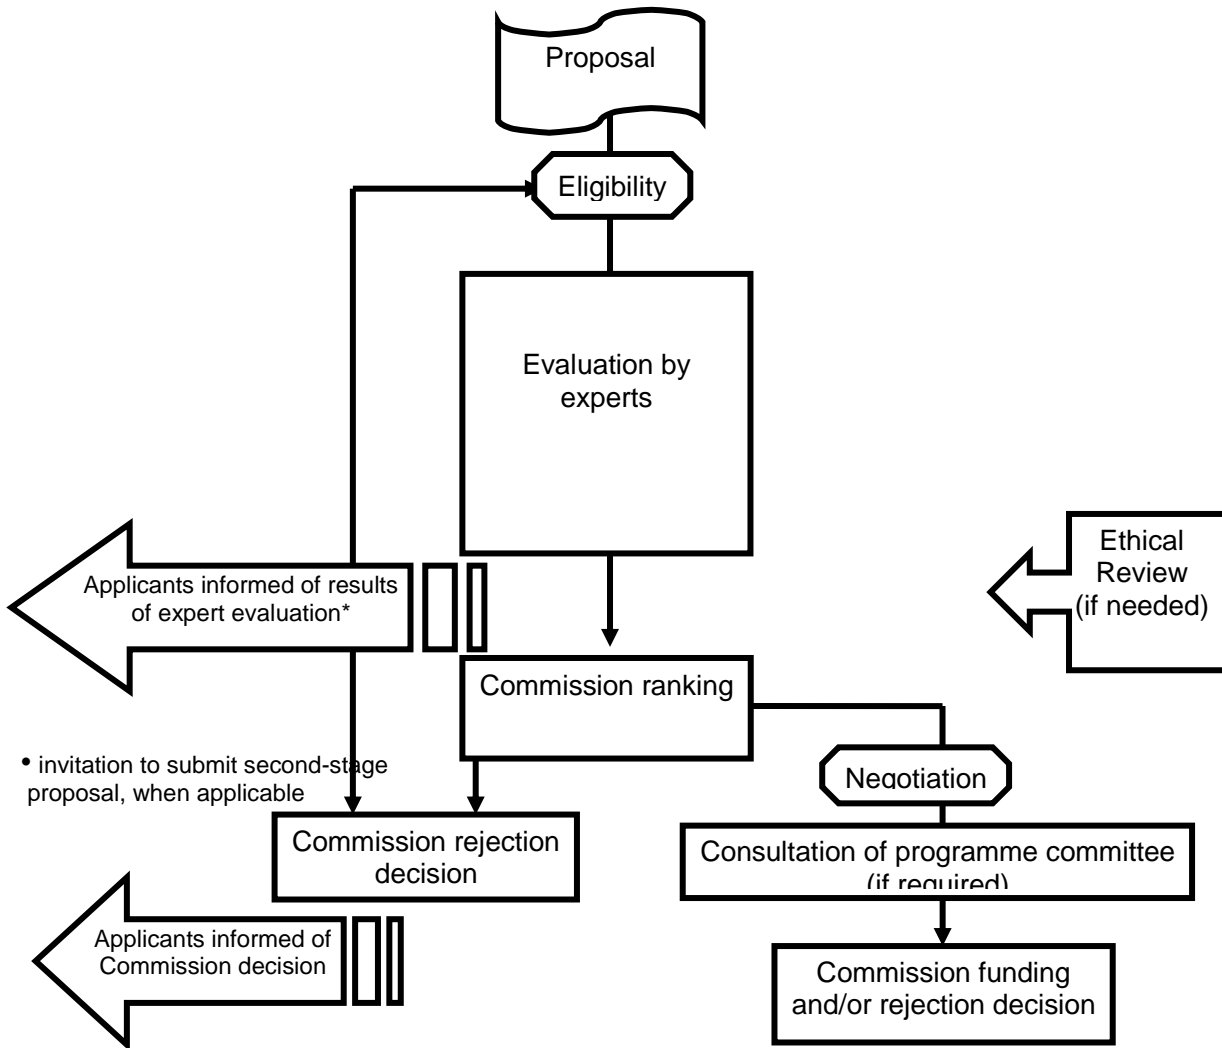 Proposal
Eligibility
Evaluation by
experts
Ethical
Review
(if needed)
Applicants informed of results
of expert evaluation*
Commission ranking
• invitation to submit second-stage
proposal, when applicable
Negotiation
Commission rejection
decision
Consultation of programme committee
(if required)
Applicants informed of
Commission decision
Commission funding
and/or rejection decision